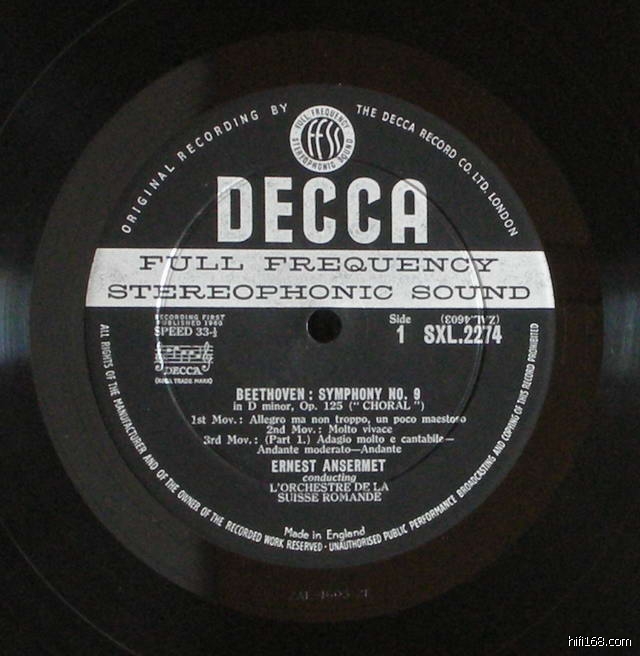 ORIGINAL RECORDING BY THE DECCA RECORD CO. LTD. LONDON
FULL FREQUENCY
ffss
STEREOPHONIC SOUND
DECCA
FULL FREQUENCY
STEREOPHONIC SOUND
RECORDING FIRST
PUBLISHED 1960
SPEED 33⅓
DECCA
(REGD. TRADE MARK)
Side
1
(ZAL.4603)
SXL.2274
BEETHOVEN : SYMPHONY NO. 9
in D minor, Op. 125 ("CHORAL")
1st Mov.: Allegro ma non troppo, un poco maestoso
2nd Mov.: Molto vivace
3rd Mov.: (Part 1.) Adagio molto e cantabile—
Andante moderato—Andante
ERNEST ANSERMET
conducting
L'ORCHESTRE DE LA
SUISSE ROMANDE
Made in England
ALL RIGHTS OF THE MANUFACTURER AND OF THE OWNER OF THE RECORDED WORK RESERVED · UNAUTHORISED PUBLIC PERFORMANCE BROADCASTING AND COPYING OF THIS RECORD PROHIBITED
hifi168.com